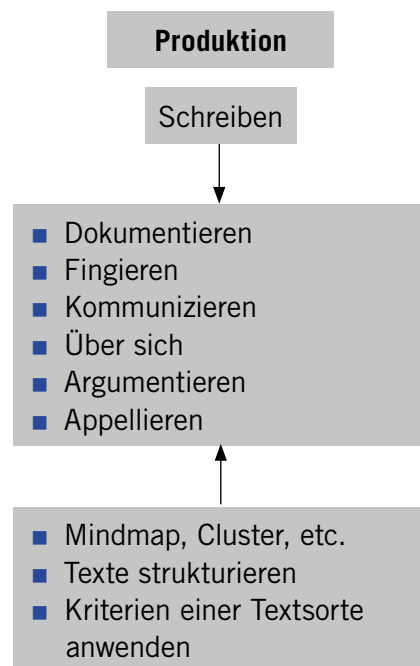 Produktion
Schreiben
Dokumentieren
Fingieren
Kommunizieren
Über sich
Argumentieren
Appellieren
Mindmap, Cluster, etc.
Texte strukturieren
Kriterien einer Textsorte
anwenden